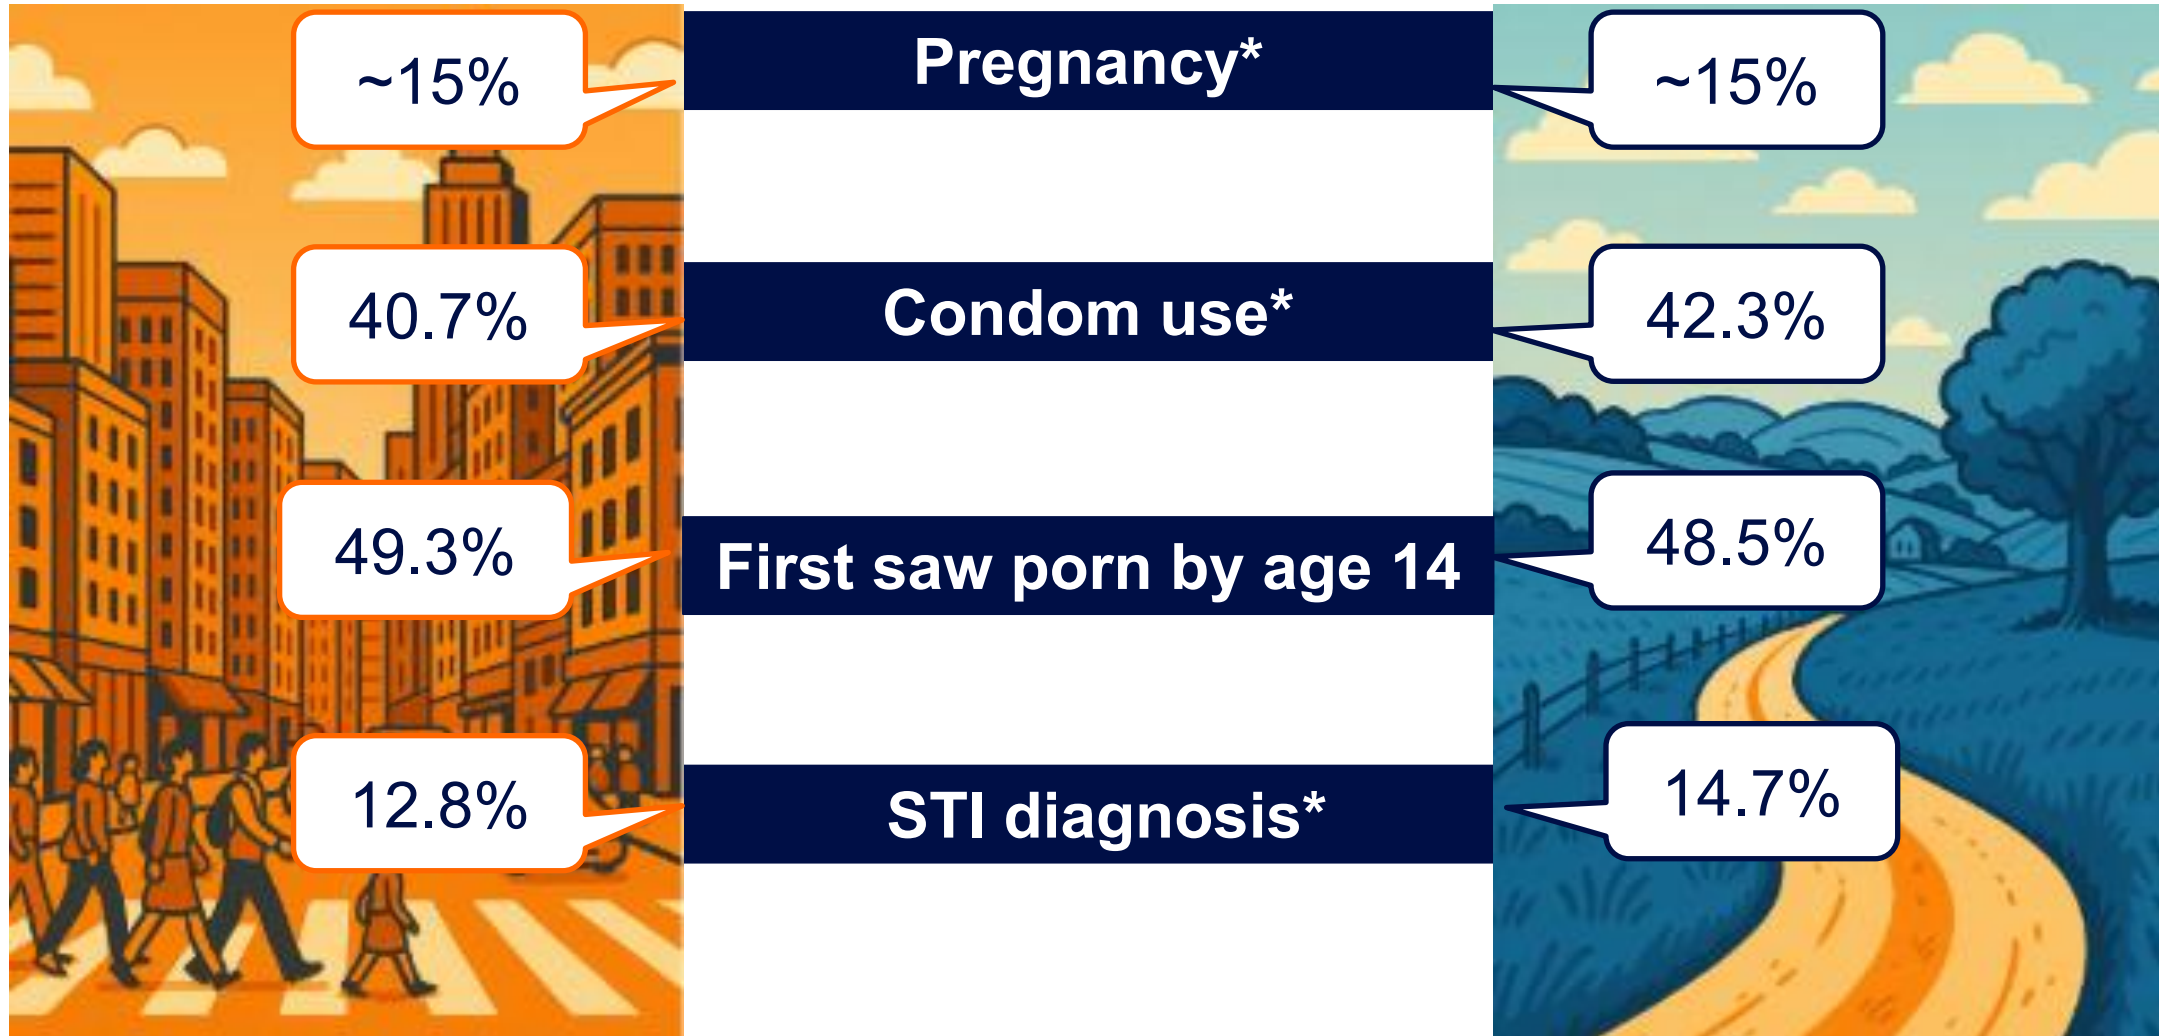 ~15%
Pregnancy*
~15%
40.7%
Condom use*
42.3%
49.3%
First saw porn by age 14
48.5%
12.8%
STI diagnosis*
14.7%